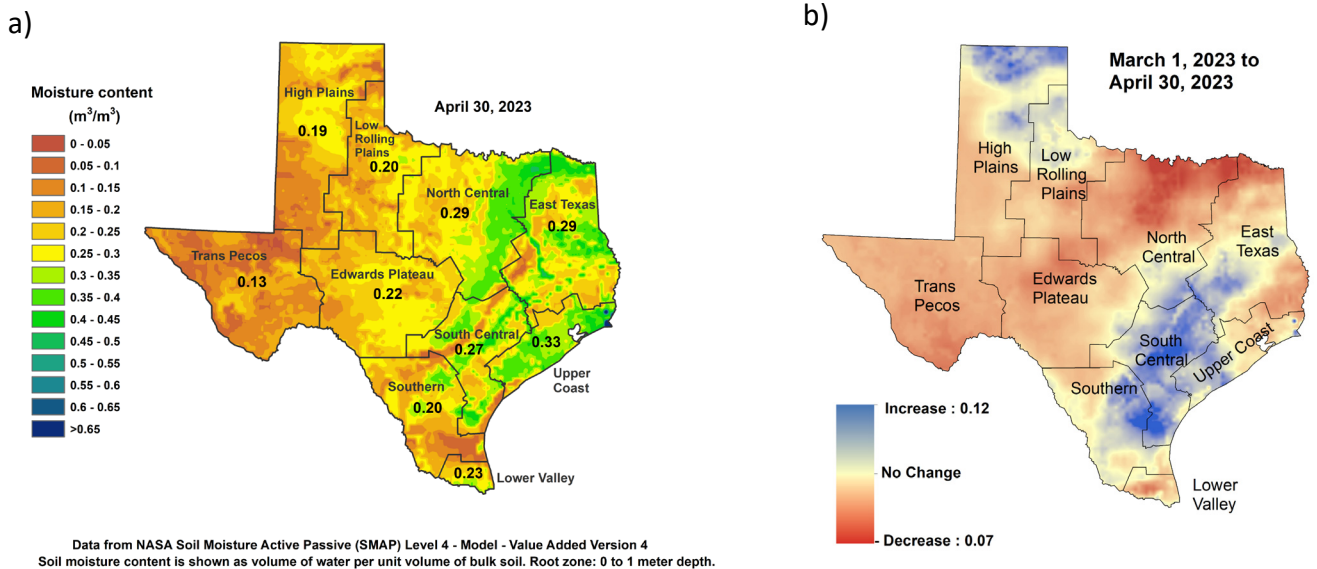 a)
Moisture content
(m³/m³)
0 - 0.05
0.05 - 0.1
0.1 - 0.15
0.15 - 0.2
0.2 - 0.25
0.25 - 0.3
0.3 - 0.35
0.35 - 0.4
0.4 - 0.45
0.45 - 0.5
0.5 - 0.55
0.55 - 0.6
0.6 - 0.65
>0.65
April 30, 2023
High Plains
0.19
Low
Rolling
Plains
0.20
North Central
0.29
East Texas
0.29
Trans Pecos
0.13
Edwards Plateau
0.22
South Central
0.27
0.33
Upper
Coast
Southern
0.20
0.23
Lower Valley
Data from NASA Soil Moisture Active Passive (SMAP) Level 4 - Model - Value Added Version 4
Soil moisture content is shown as volume of water per unit volume of bulk soil. Root zone: 0 to 1 meter depth.
b)
March 1, 2023 to
April 30, 2023
High
Plains
Low
Rolling
Plains
North
Central
East
Texas
Trans
Pecos
Edwards
Plateau
South
Central
Upper Coast
Southern
Lower
Valley
Increase : 0.12
No Change
Decrease : 0.07